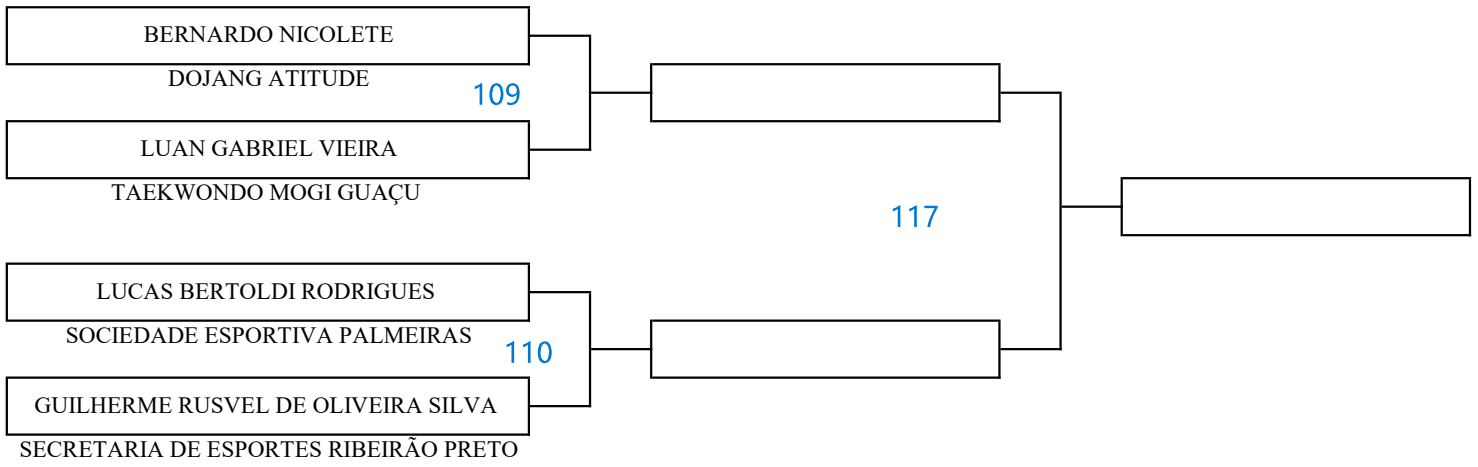 BERNARDO NICOLETE
DOJANG ATITUDE
109
LUAN GABRIEL VIEIRA
TAEKWONDO MOGI GUAÇU
117
LUCAS BERTOLDI RODRIGUES
SOCIEDADE ESPORTIVA PALMEIRAS
110
GUILHERME RUSVEL DE OLIVEIRA SILVA
SECRETARIA DE ESPORTES RIBEIRÃO PRETO